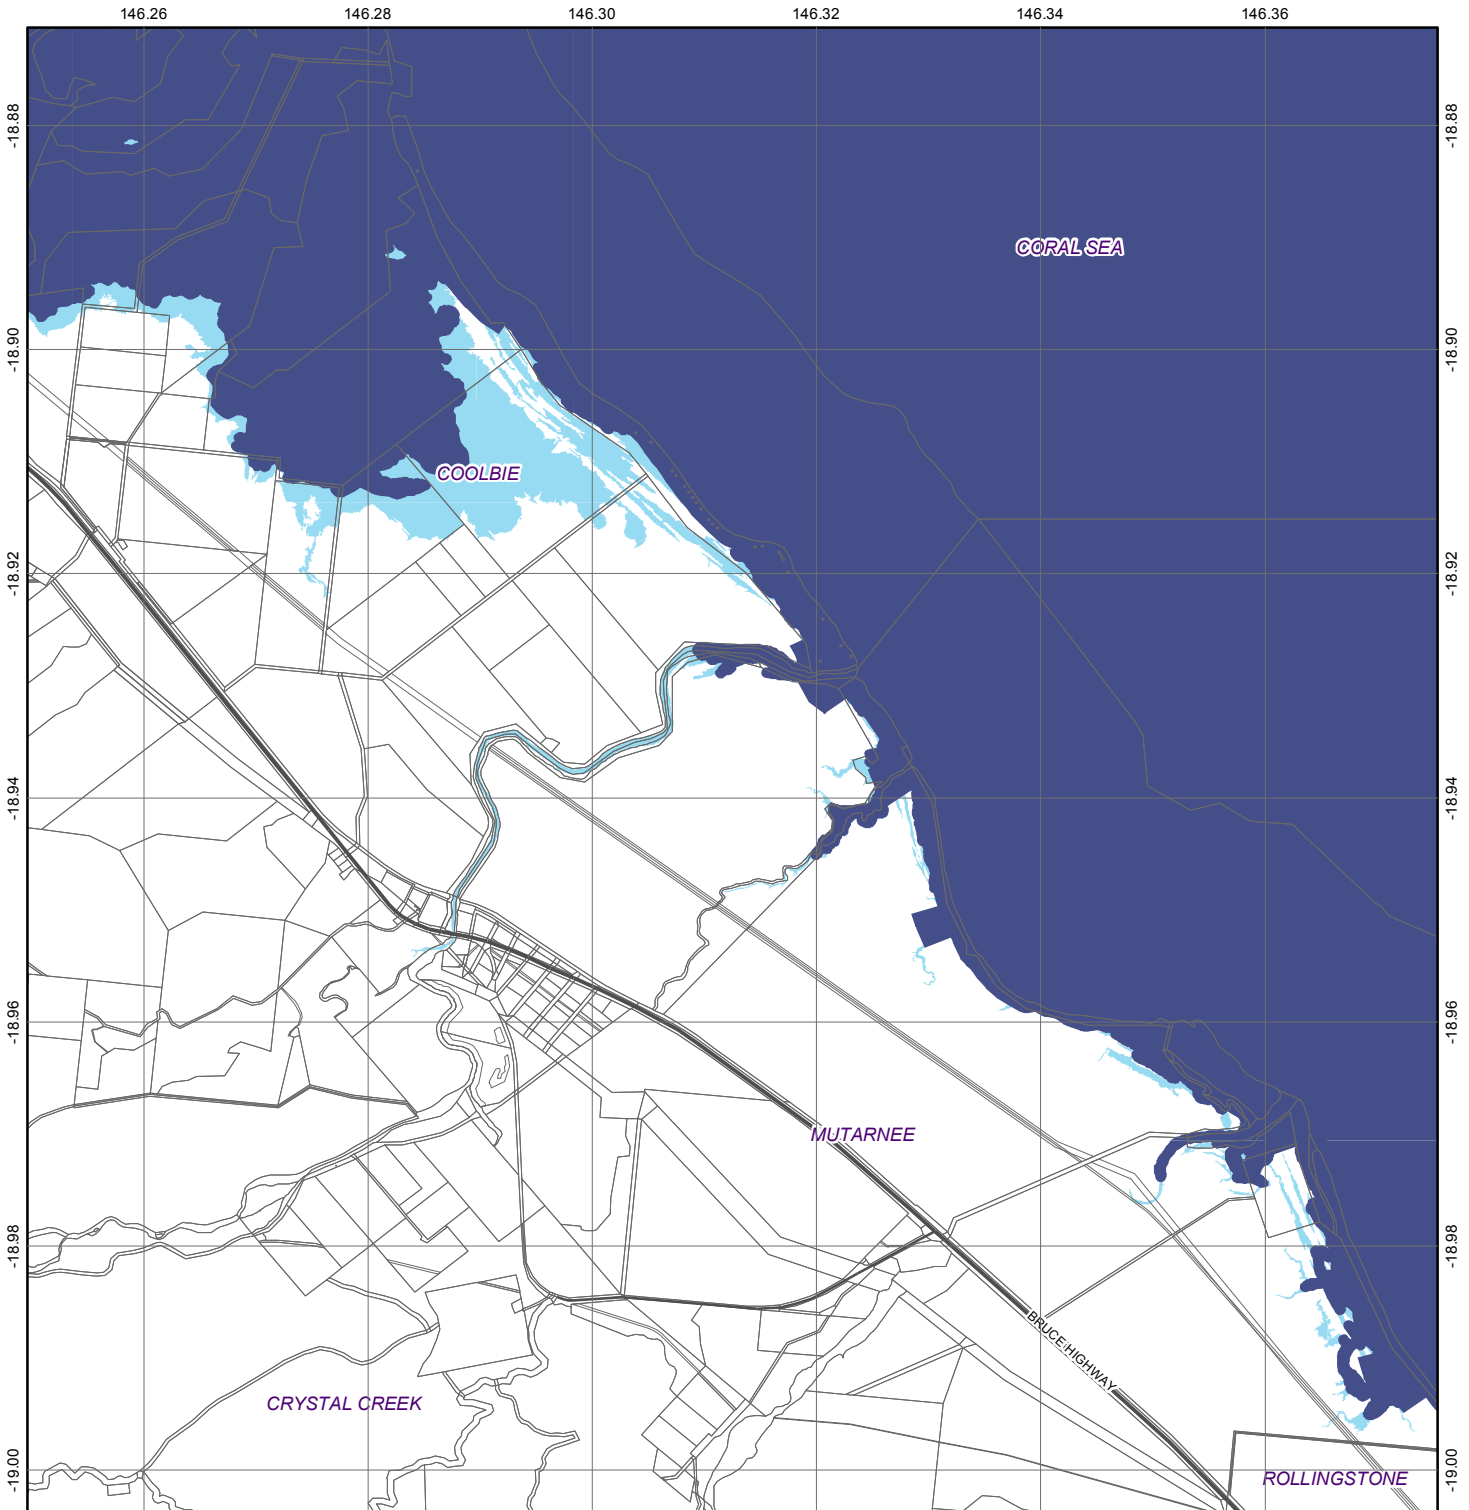 146.26 146.28 146.30 146.32 146.34 146.36
-18.88 -18.88
CORAL SEA
-18.90 -18.90
COOLBIE
-18.92 -18.92
-18.94 -18.94
-18.96 -18.96
MUTARNEE
-18.98 -18.98
BRUCE HIGHWAY
CRYSTAL CREEK
-19.00 -19.00
ROLLINGSTONE